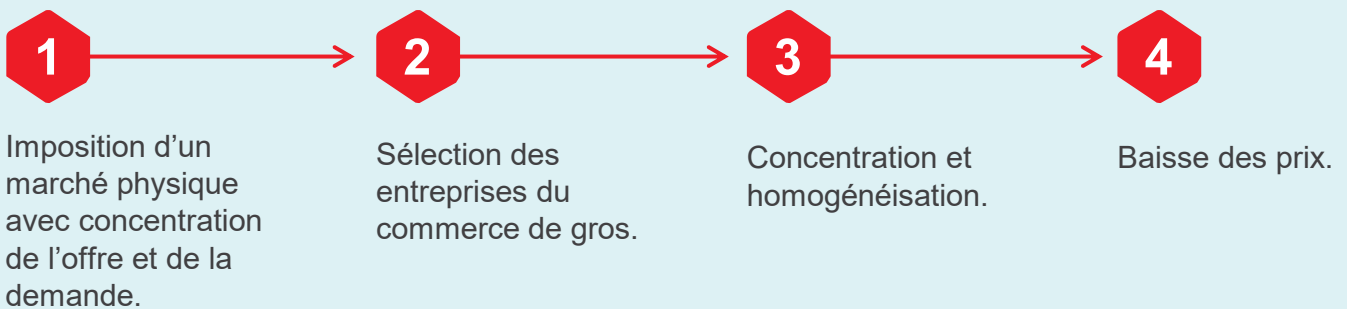 1
Imposition d’un
marché physique
avec concentration
de l’offre et de la
demande.
2
Sélection des
entreprises du
commerce de gros.
3
Concentration et
homogénéisation.
4
Baisse des prix.